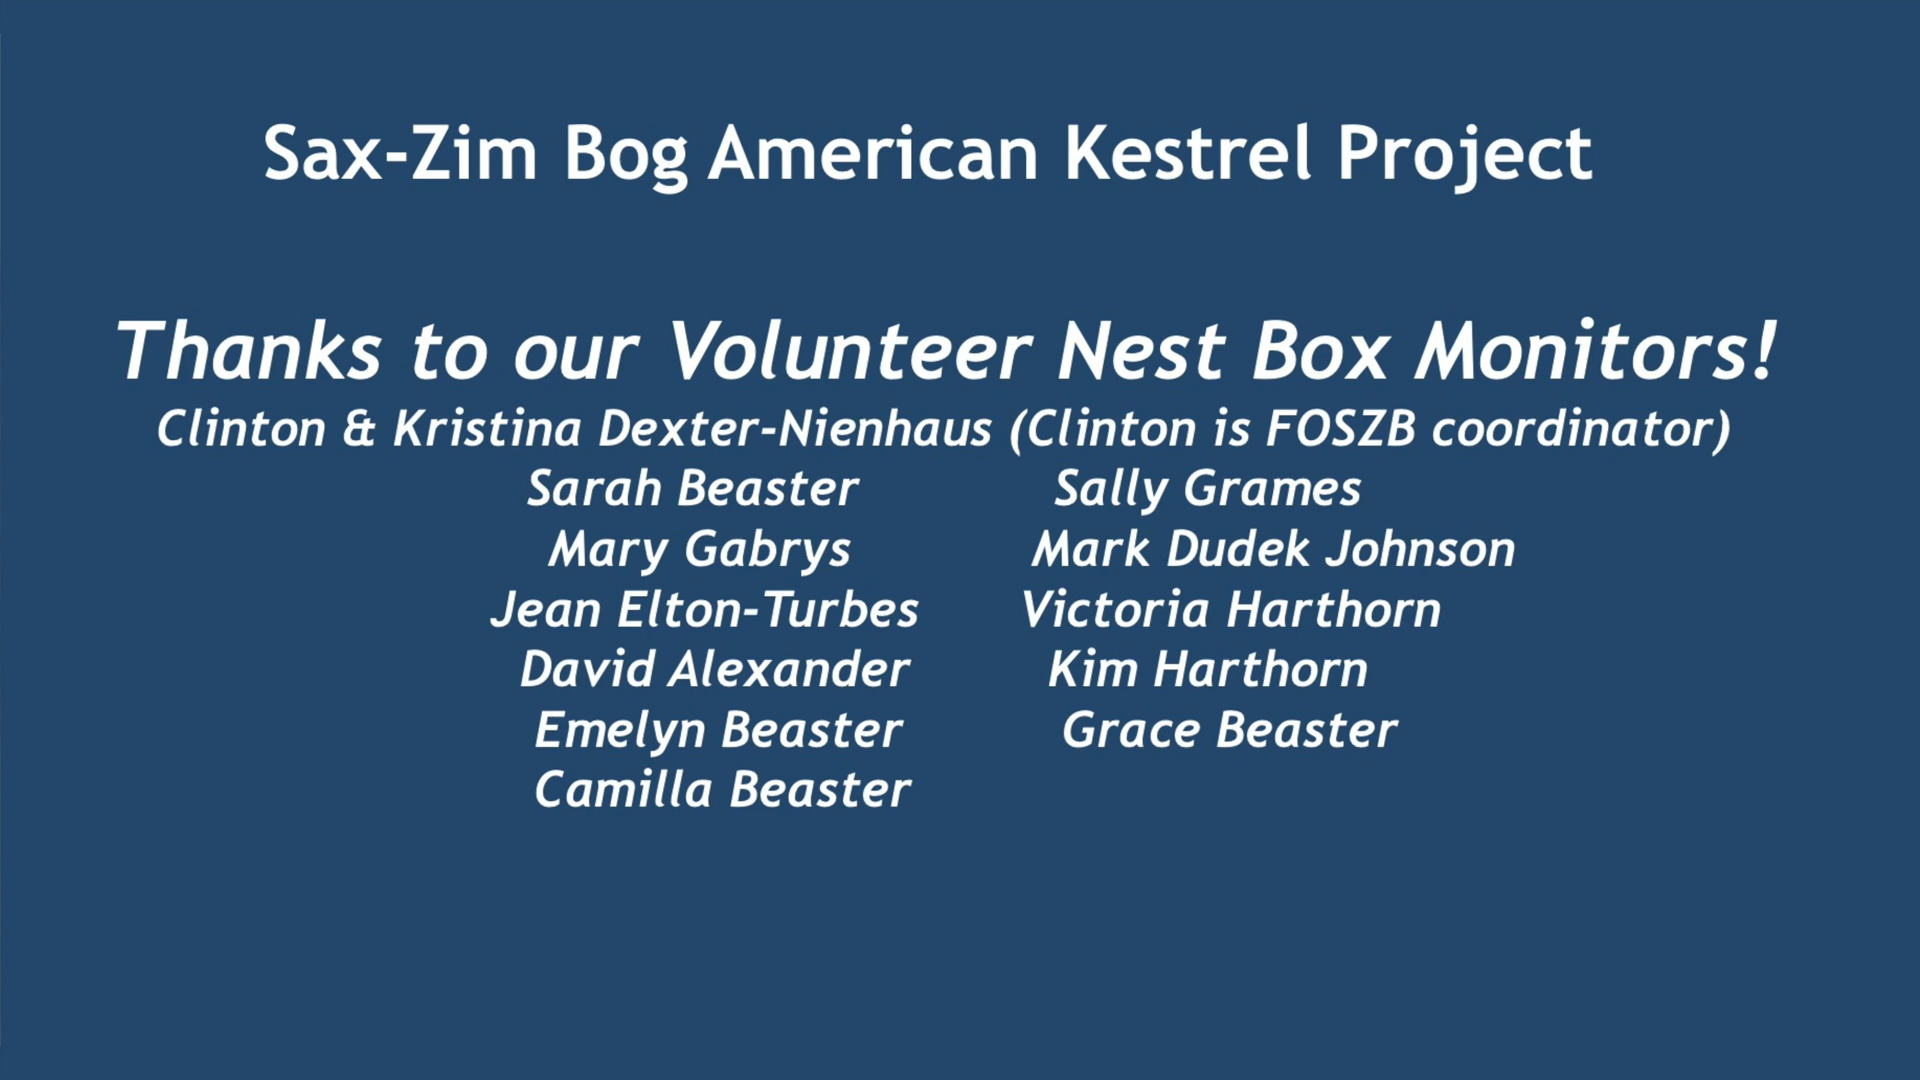 Sax-Zim Bog American Kestrel Project
Thanks to our Volunteer Nest Box Monitors!
Clinton & Kristina Dexter-Nienhaus (Clinton is FOSZB coordinator)
Sarah Beaster Sally Grames
Mary Gabrys Mark Dudek Johnson
Jean Elton-Turbes Victoria Harthorn
David Alexander Kim Harthorn
Emelyn Beaster Grace Beaster
Camilla Beaster